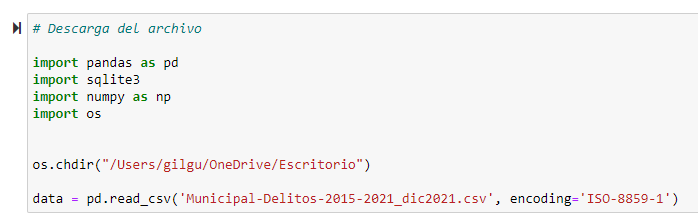 # Descarga del archivo
import pandas as pd
import sqlite3
import numpy as np
import os
os.chdir("/Users/gilgu/OneDrive/Escritorio")
data = pd.read_csv('Municipal-Delitos-2015-2021_dic2021.csv', encoding='ISO-8859-1')